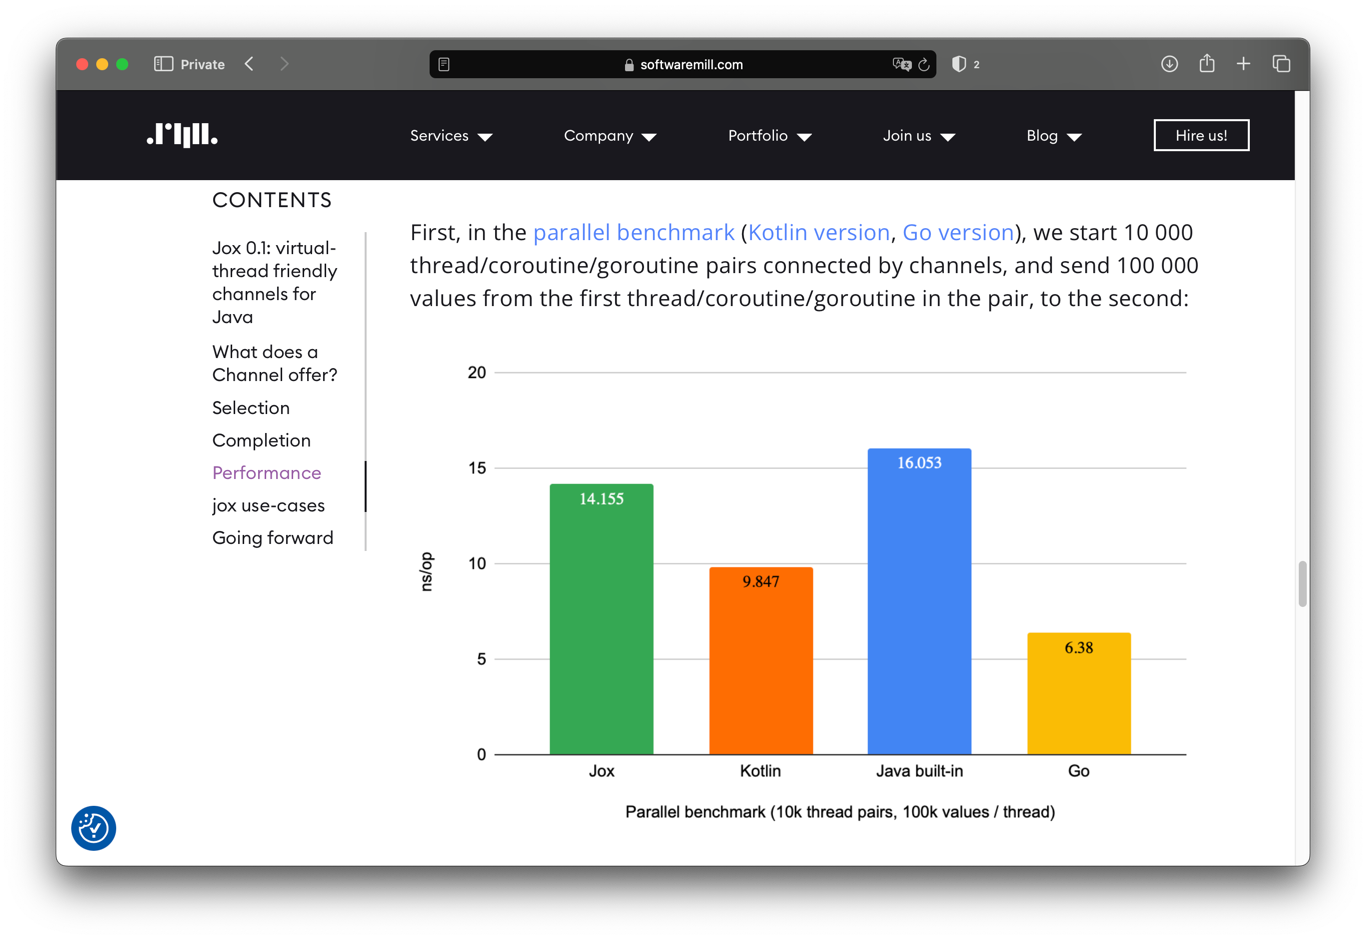 Private
softwaremill.com
2
Services
Company
Portfolio
Join us
Blog
Hire us!
CONTENTS
Jox 0.1: virtual-
thread friendly
channels for
Java
What does a
Channel offer?
Selection
Completion
Performance
jox use-cases
Going forward
First, in the parallel benchmark (Kotlin version, Go version), we start 10 000
thread/coroutine/goroutine pairs connected by channels, and send 100 000
values from the first thread/coroutine/goroutine in the pair, to the second:
20
15
10
5
0
ns/op
14.155
9.847
16.053
6.38
Jox
Kotlin
Java built-in
Go
Parallel benchmark (10k thread pairs, 100k values / thread)